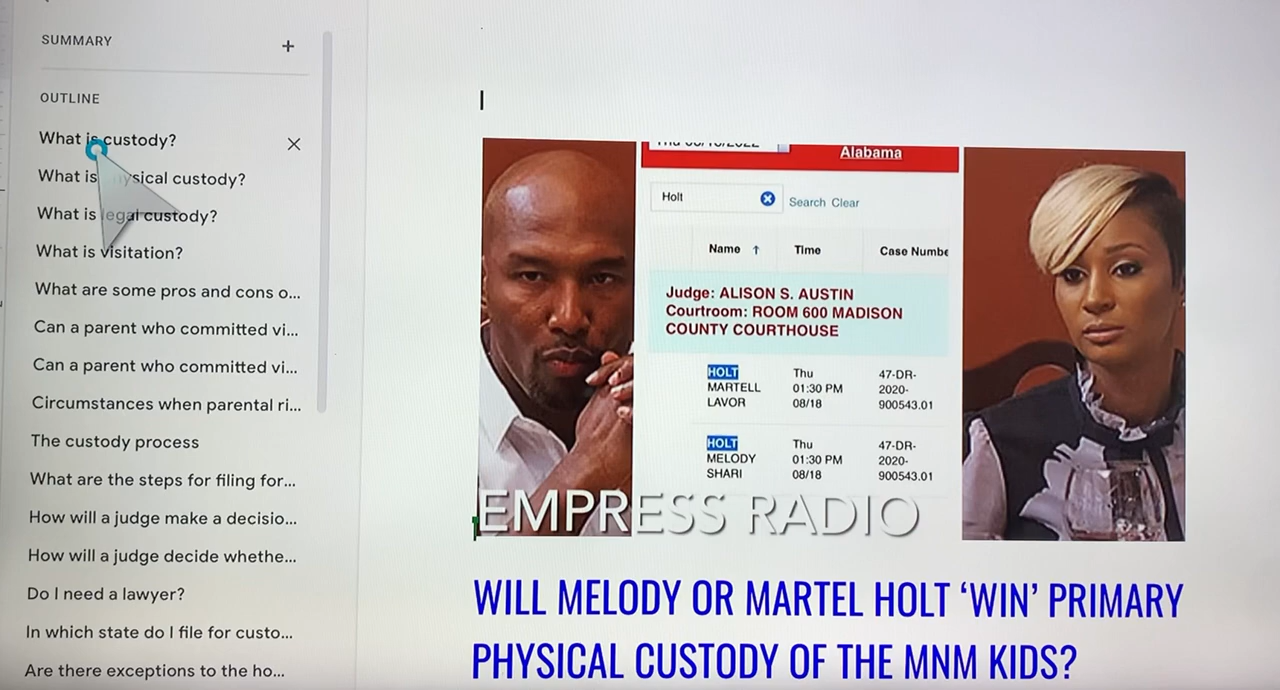 SUMMARY
+
OUTLINE
What is custody?
What is physical custody?
What is legal custody?
What is visitation?
What are some pros and cons o...
Can a parent who committed vi...
Can a parent who committed vi...
Circumstances when parental ri...
The custody process
What are the steps for filing for...
How will a judge make a decisio...
How will a judge decide whethe...
Do I need a lawyer?
In which state do I file for custo...
Are there exceptions to the ho...
Alabama
Holt
Search Clear
Name ↑ Time Case Numbe
Judge: ALISON S. AUSTIN
Courtroom: ROOM 600 MADISON
COUNTY COURTHOUSE
HOLT Thu 47-DR-
MARTELL 01:30 PM 2020-
LAVOR 08/18 900543.01
HOLT Thu 47-DR-
MELODY 01:30 PM 2020-
SHARI 08/18 900543.01
EMPRESS RADIO
WILL MELODY OR MARTEL HOLT ‘WIN’ PRIMARY
PHYSICAL CUSTODY OF THE MNM KIDS?